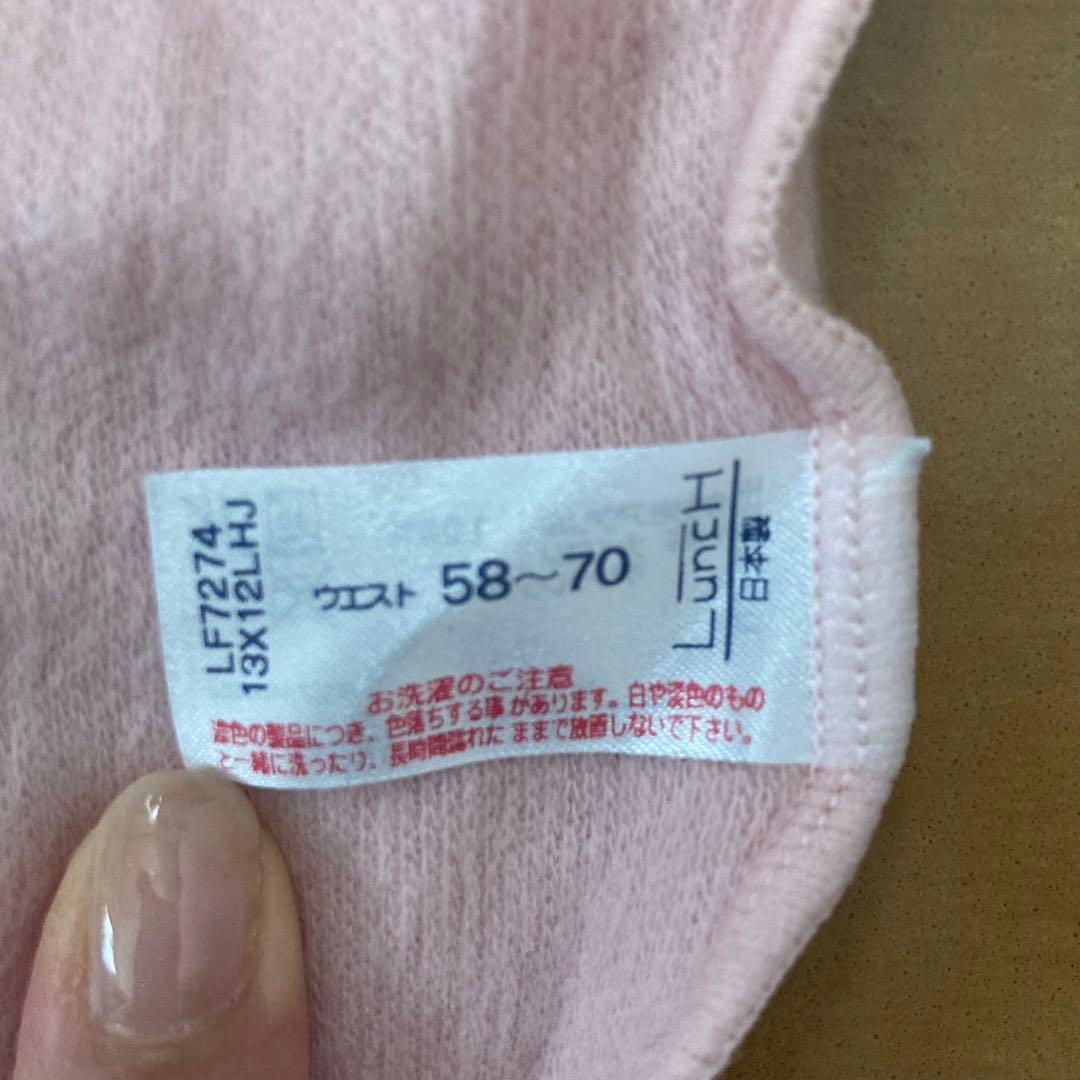 LuncH
日本製
ウエスト 58～70
LF7274
13X12LHJ
お洗濯のご注意
濃色の製品につき、色落ちする事があります。白や淡色のもの
と一緒に洗ったり、長時間濡れたままで放置しないで下さい。